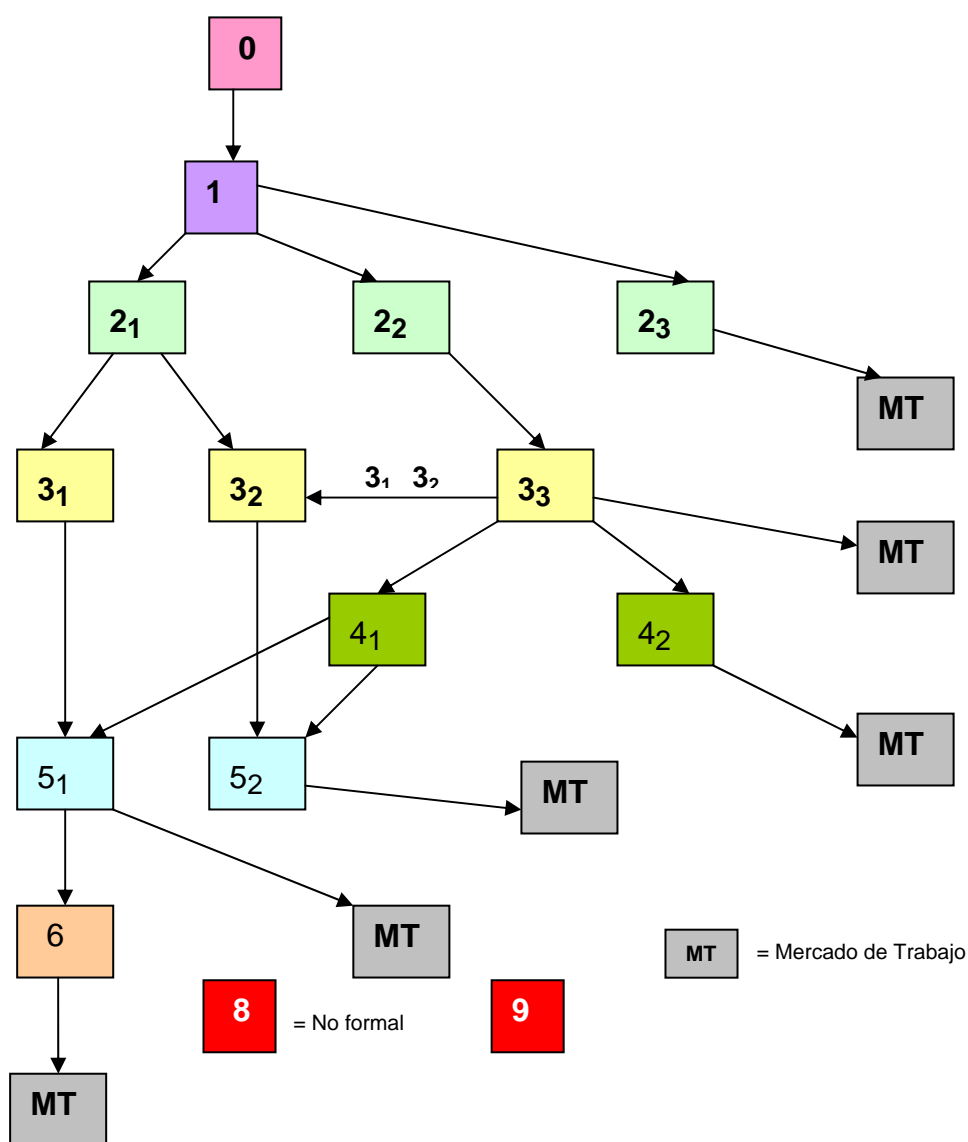 0
1
2₁ 2₂ 2₃
MT
3₁ 3₂ 3₁ 3₂ 3₃
MT
4₁ 4₂
MT
5₁ 5₂ MT
6 MT
MT = Mercado de Trabajo
8 = No formal 9
MT